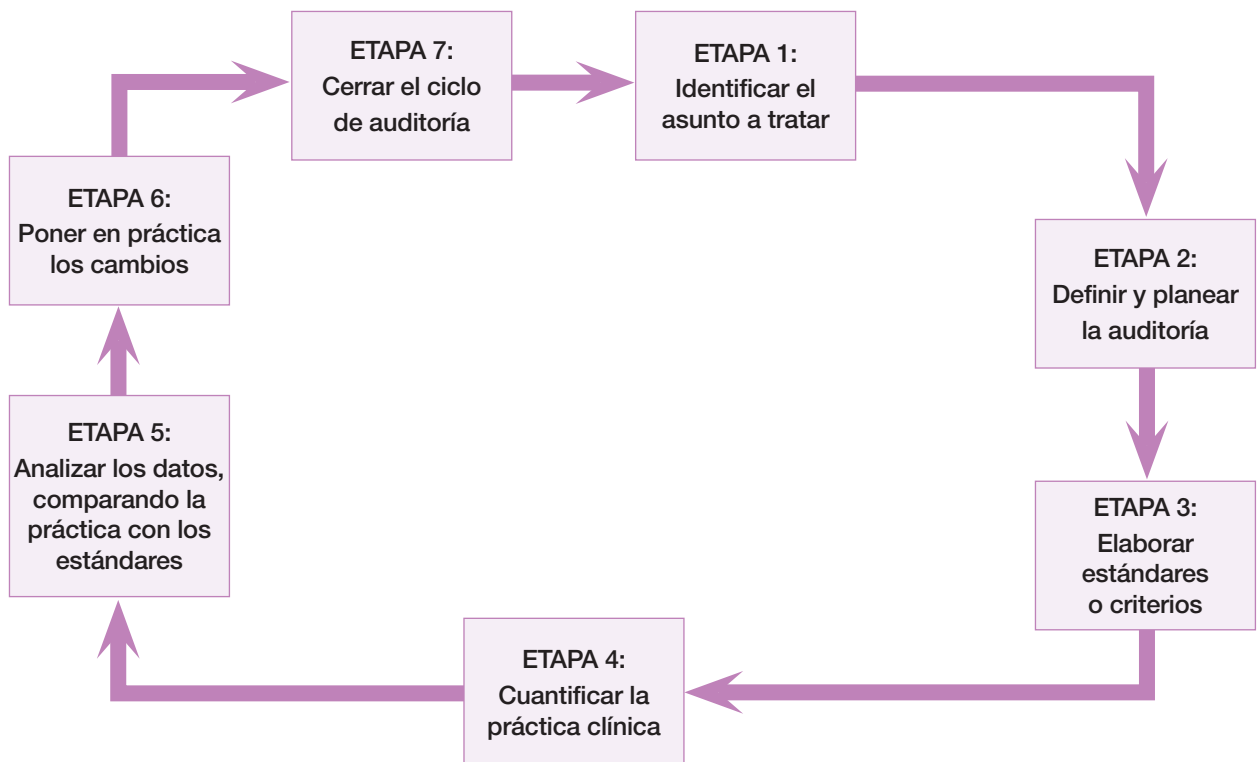 ETAPA 1:
Identificar el
asunto a tratar
ETAPA 2:
Definir y planear
la auditoría
ETAPA 3:
Elaborar
estándares
o criterios
ETAPA 4:
Cuantificar la
práctica clínica
ETAPA 5:
Analizar los datos,
comparando la
práctica con los
estándares
ETAPA 6:
Poner en práctica
los cambios
ETAPA 7:
Cerrar el ciclo
de auditoría